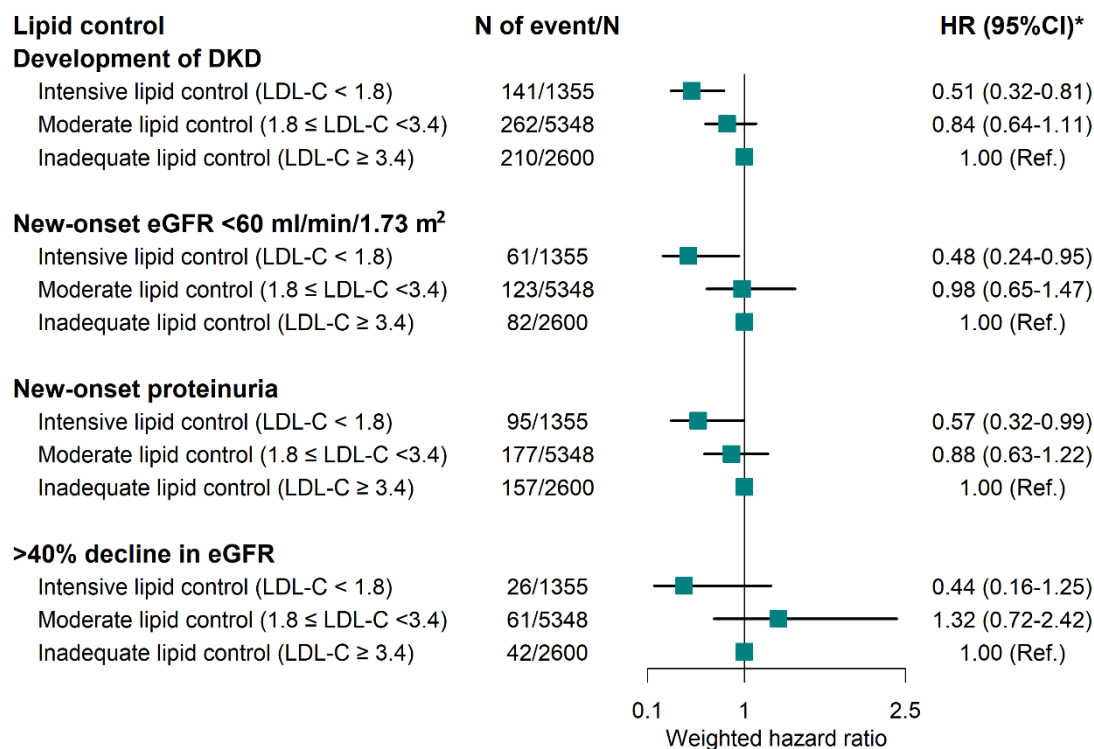 Lipid control N of event/N HR (95%CI)*
Development of DKD
Intensive lipid control (LDL-C < 1.8) 141/1355 0.51 (0.32-0.81)
Moderate lipid control (1.8 ≤ LDL-C <3.4) 262/5348 0.84 (0.64-1.11)
Inadequate lipid control (LDL-C ≥ 3.4) 210/2600 1.00 (Ref.)
New-onset eGFR <60 ml/min/1.73 m²
Intensive lipid control (LDL-C < 1.8) 61/1355 0.48 (0.24-0.95)
Moderate lipid control (1.8 ≤ LDL-C <3.4) 123/5348 0.98 (0.65-1.47)
Inadequate lipid control (LDL-C ≥ 3.4) 82/2600 1.00 (Ref.)
New-onset proteinuria
Intensive lipid control (LDL-C < 1.8) 95/1355 0.57 (0.32-0.99)
Moderate lipid control (1.8 ≤ LDL-C <3.4) 177/5348 0.88 (0.63-1.22)
Inadequate lipid control (LDL-C ≥ 3.4) 157/2600 1.00 (Ref.)
>40% decline in eGFR
Intensive lipid control (LDL-C < 1.8) 26/1355 0.44 (0.16-1.25)
Moderate lipid control (1.8 ≤ LDL-C <3.4) 61/5348 1.32 (0.72-2.42)
Inadequate lipid control (LDL-C ≥ 3.4) 42/2600 1.00 (Ref.)
0.1 1 2.5
Weighted hazard ratio